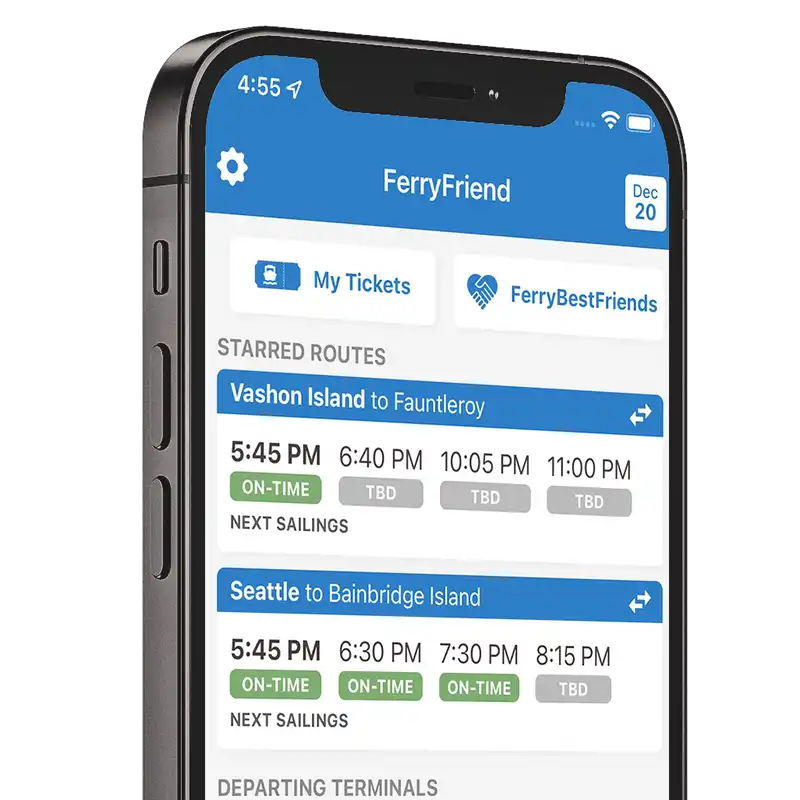 4:55
FerryFriend
Dec
20
My Tickets
FerryBestFriends
STARRED ROUTES
Vashon Island to Fauntleroy
5:45 PM 6:40 PM 10:05 PM 11:00 PM
ON-TIME TBD TBD TBD
NEXT SAILINGS
Seattle to Bainbridge Island
5:45 PM 6:30 PM 7:30 PM 8:15 PM
ON-TIME ON-TIME ON-TIME TBD
NEXT SAILINGS
DEPARTING TERMINALS